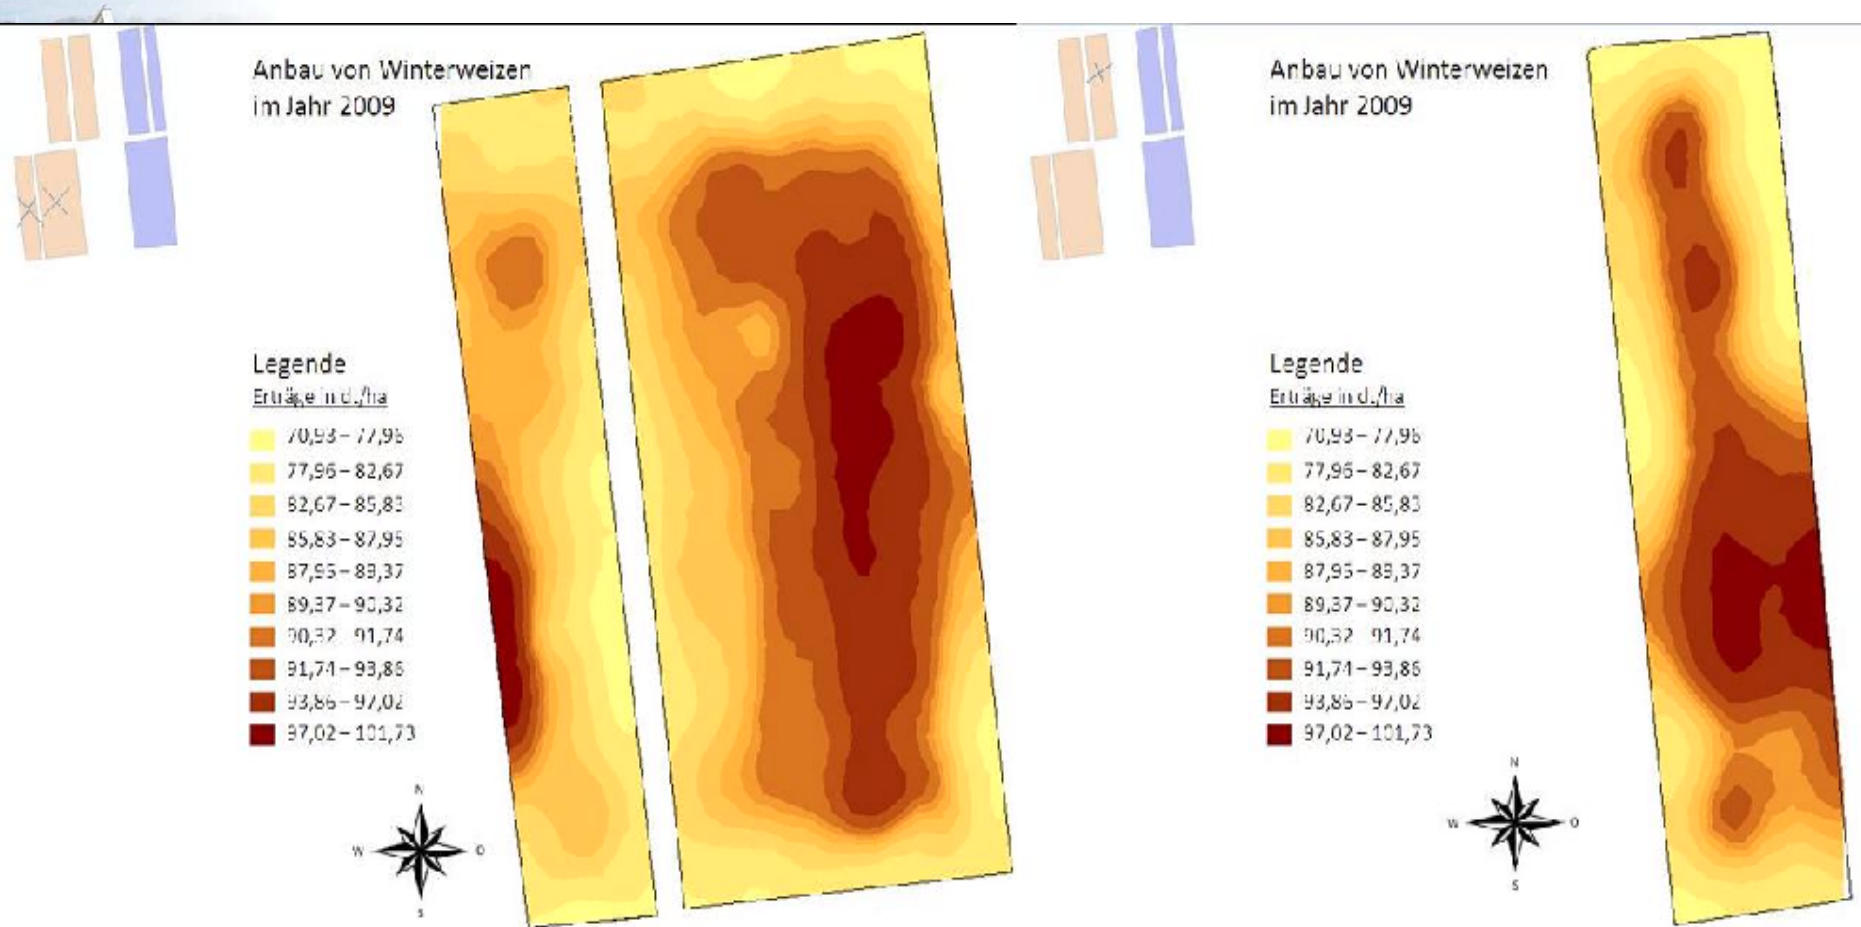 Anbau von Winterweizen
im Jahr 2009
Legende
Erträge in dt/ha
70,93 – 77,96
77,96 – 82,67
82,67 – 85,83
85,83 – 87,95
87,95 – 89,37
89,37 – 90,32
90,32 91,74
91,74 – 93,86
93,86 – 97,02
97,02 – 101,73
N
W O
S
Anbau von Winterweizen
im Jahr 2009
Legende
Erträge in dt/ha
70,93 – 77,96
77,96 – 82,67
82,67 – 85,83
85,83 – 87,95
87,95 – 89,37
89,37 – 90,32
90,32 91,74
91,74 – 93,86
93,86 – 97,02
97,02 – 101,73
N
W O
S